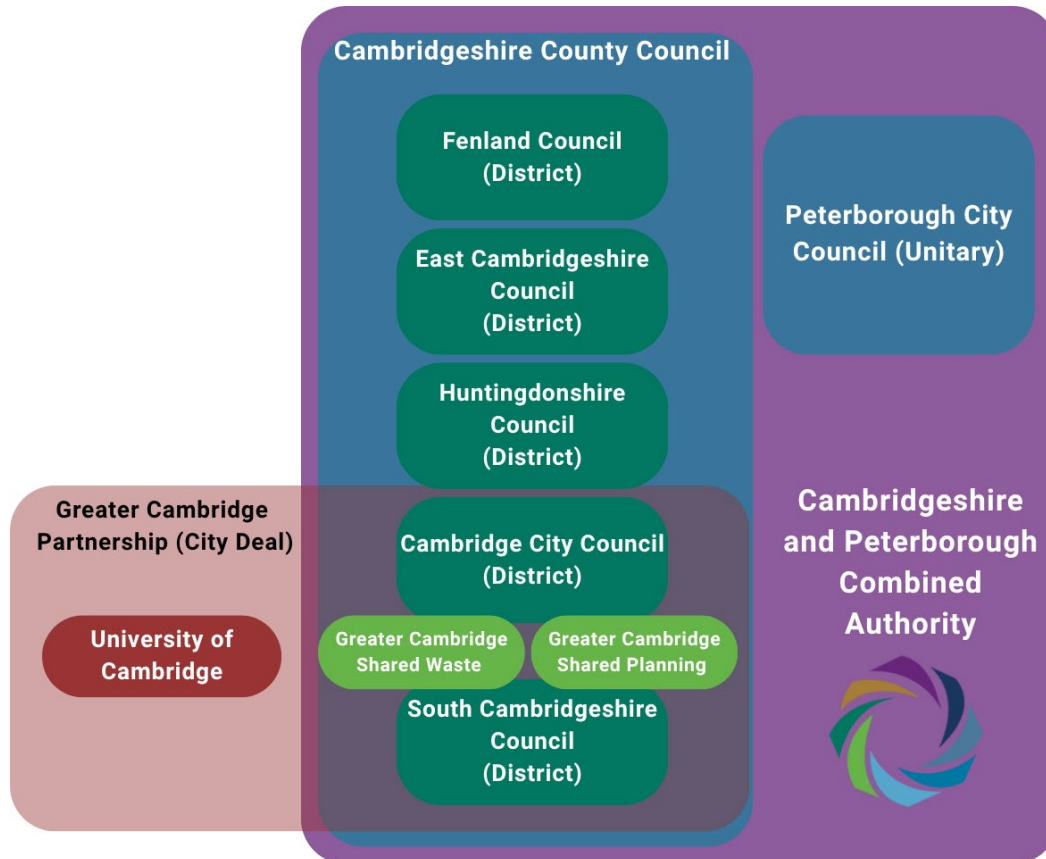 Cambridgeshire County Council
Fenland Council
(District)
East Cambridgeshire
Council
(District)
Huntingdonshire
Council
(District)
Peterborough City
Council (Unitary)
Greater Cambridge
Partnership (City Deal)
University of
Cambridge
Cambridge City Council
(District)
Greater Cambridge
Shared Waste
Greater Cambridge
Shared Planning
South Cambridgeshire
Council
(District)
Cambridgeshire
and Peterborough
Combined
Authority